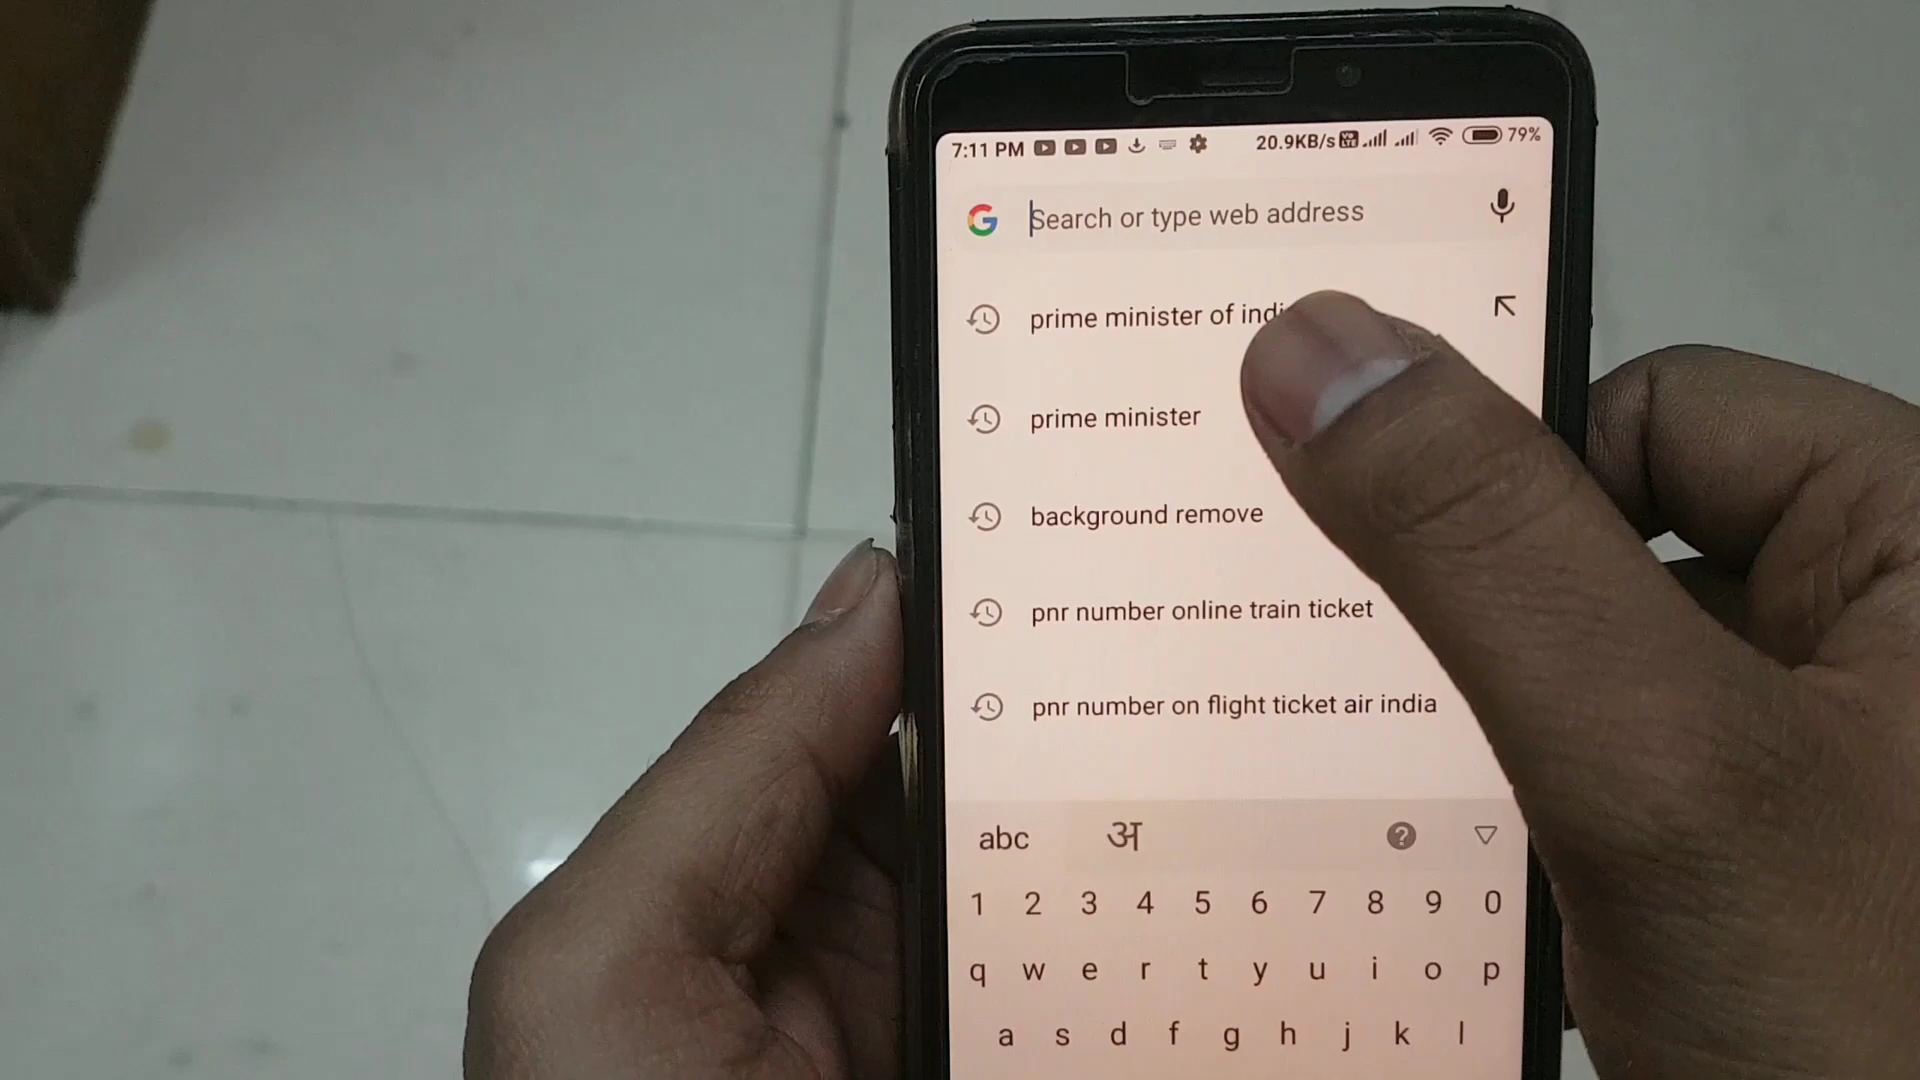 7:11 PM 20.9KB/s Vo LTE 79%
G Search or type web address
prime minister of indi
prime minister
background remove
pnr number online train ticket
pnr number on flight ticket air india
abc अ ?
1 2 3 4 5 6 7 8 9 0
q w e r t y u i o p
a s d f g h j k l